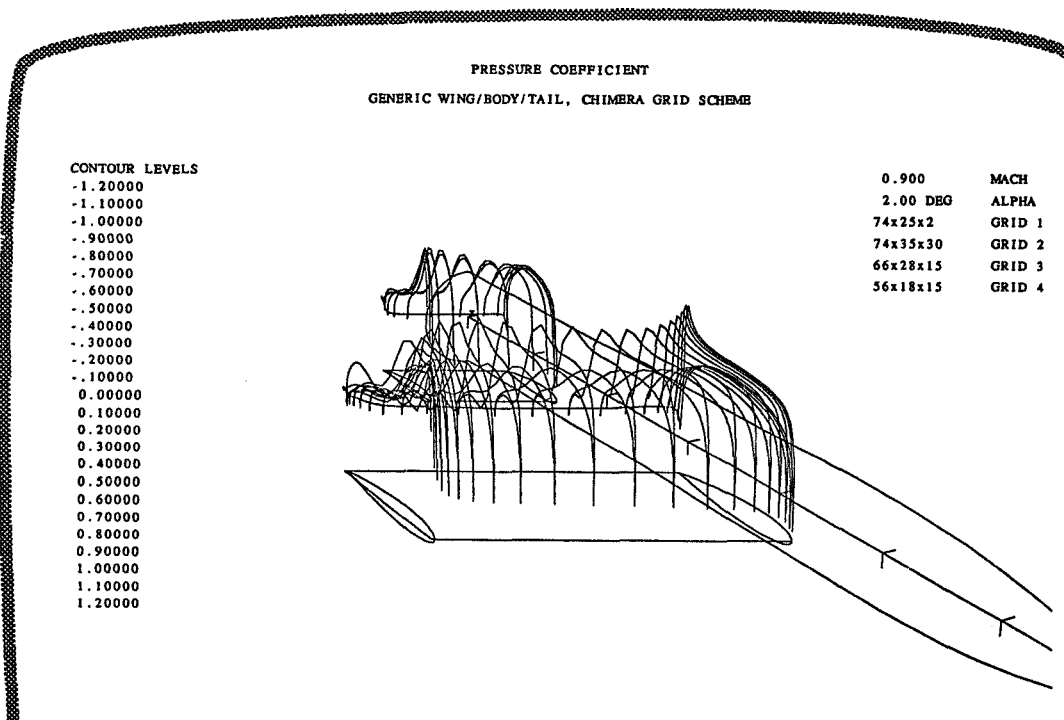 PRESSURE COEFFICIENT
GENERIC WING/BODY/TAIL, CHIMERA GRID SCHEME
CONTOUR LEVELS
-1.20000
-1.10000
-1.00000
-.90000
-.80000
-.70000
-.60000
-.50000
-.40000
-.30000
-.20000
-.10000
0.00000
0.10000
0.20000
0.30000
0.40000
0.50000
0.60000
0.70000
0.80000
0.90000
1.00000
1.10000
1.20000
0.900 MACH
2.00 DEG ALPHA
74x25x2 GRID 1
74x35x30 GRID 2
66x28x15 GRID 3
56x18x15 GRID 4